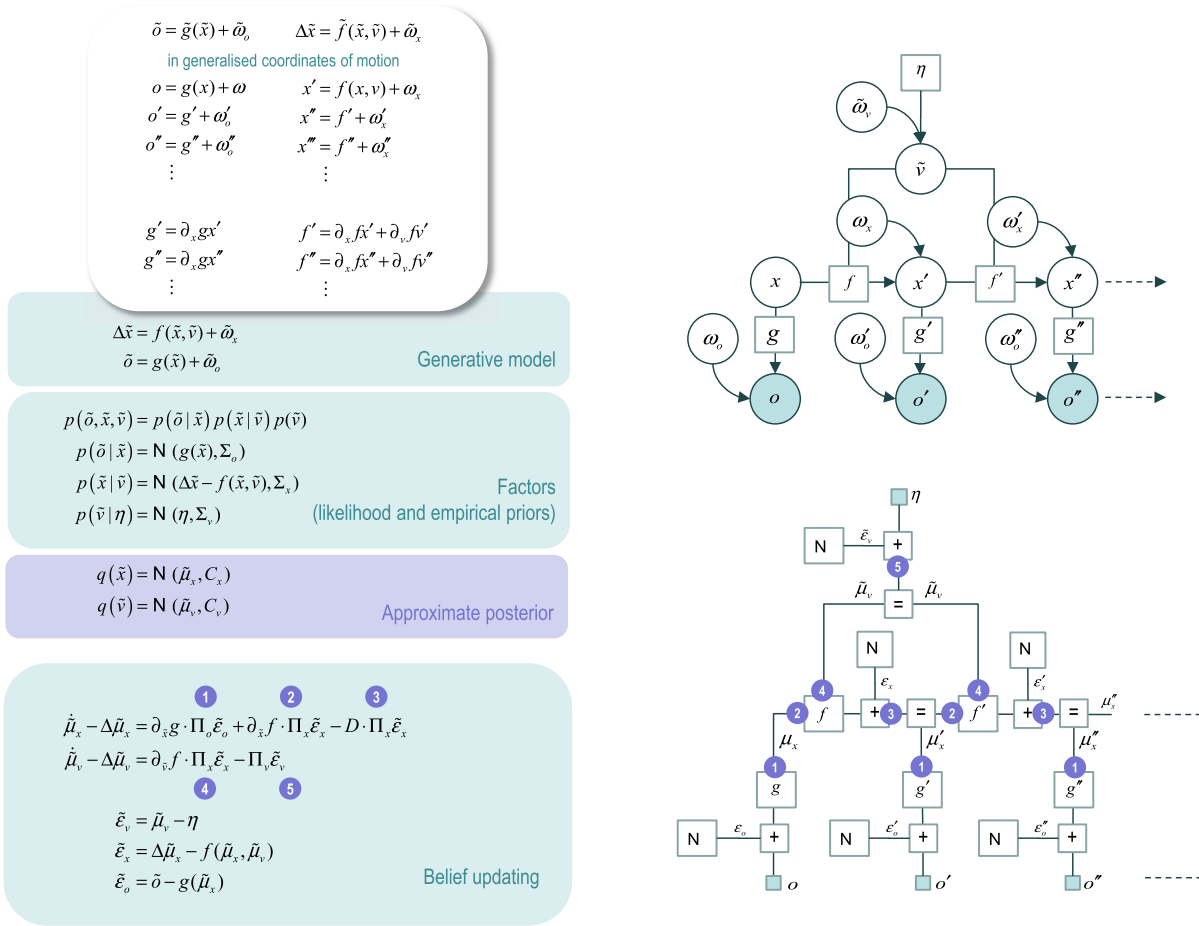 õ = g̃(x̃) + ω̃ₒ    Δx̃ = f̃(x̃, ṽ) + ω̃ₓ
in generalised coordinates of motion
o = g(x) + ω    x′ = f(x, v) + ωₓ
o′ = g′ + ω′ₒ    x″ = f′ + ω′ₓ
o″ = g″ + ω″ₒ    x‴ = f″ + ω″ₓ
⋮    ⋮
g′ = ∂ₓgx′    f′ = ∂ₓfx′ + ∂ᵥfv′
g″ = ∂ₓgx″    f″ = ∂ₓfx″ + ∂ᵥfv″
⋮    ⋮
Δx̃ = f(x̃, ṽ) + ω̃ₓ
õ = g(x̃) + ω̃ₒ
Generative model
p(õ, x̃, ṽ) = p(õ | x̃) p(x̃ | ṽ) p(ṽ)
p(õ | x̃) = N (g(x̃), Σₒ)
p(x̃ | ṽ) = N (Δx̃ − f(x̃, ṽ), Σₓ)
p(ṽ | η) = N (η, Σᵥ)
Factors
(likelihood and empirical priors)
q(x̃) = N (μ̃ₓ, Cₓ)
q(ṽ) = N (μ̃ᵥ, Cᵥ)
Approximate posterior
1 2 3
μ̃̇ₓ − Δμ̃ₓ = ∂_x̃ g · Πₒε̃ₒ + ∂_x̃ f · Πₓε̃ₓ − D · Πₓε̃ₓ
μ̃̇ᵥ − Δμ̃ᵥ = ∂_ṽ f · Πₓε̃ₓ − Πᵥε̃ᵥ
4 5
ε̃ᵥ = μ̃ᵥ − η
ε̃ₓ = Δμ̃ₓ − f(μ̃ₓ, μ̃ᵥ)
ε̃ₒ = õ − g(μ̃ₓ)
Belief updating
η
ω̃ᵥ
ṽ
ωₓ ω′ₓ
x f x′ f′ x″
ωₒ g ω′ₒ g′ ω″ₒ g″
o o′ o″
η
N ε̃ᵥ +
5
μ̃ᵥ = μ̃ᵥ
N N
4 εₓ 4 ε′ₓ
2 f + 3 = 2 f′ + 3 = μ″ₓ
μₓ μ′ₓ μ″ₓ
1 1 1
g g′ g″
N εₒ + N ε′ₒ + N ε″ₒ +
o o′ o″